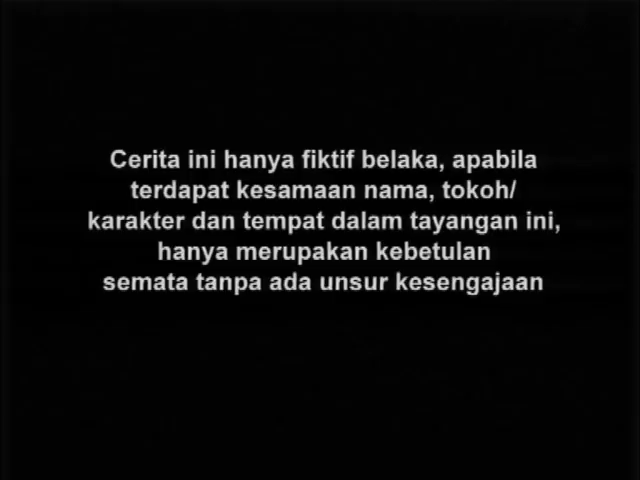 Cerita ini hanya fiktif belaka, apabila
terdapat kesamaan nama, tokoh/
karakter dan tempat dalam tayangan ini,
hanya merupakan kebetulan
semata tanpa ada unsur kesengajaan